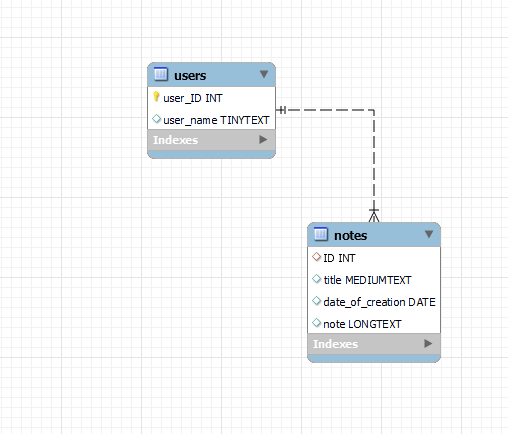 users
user_ID INT
user_name TINYTEXT
Indexes
notes
ID INT
title MEDIUMTEXT
date_of_creation DATE
note LONGTEXT
Indexes